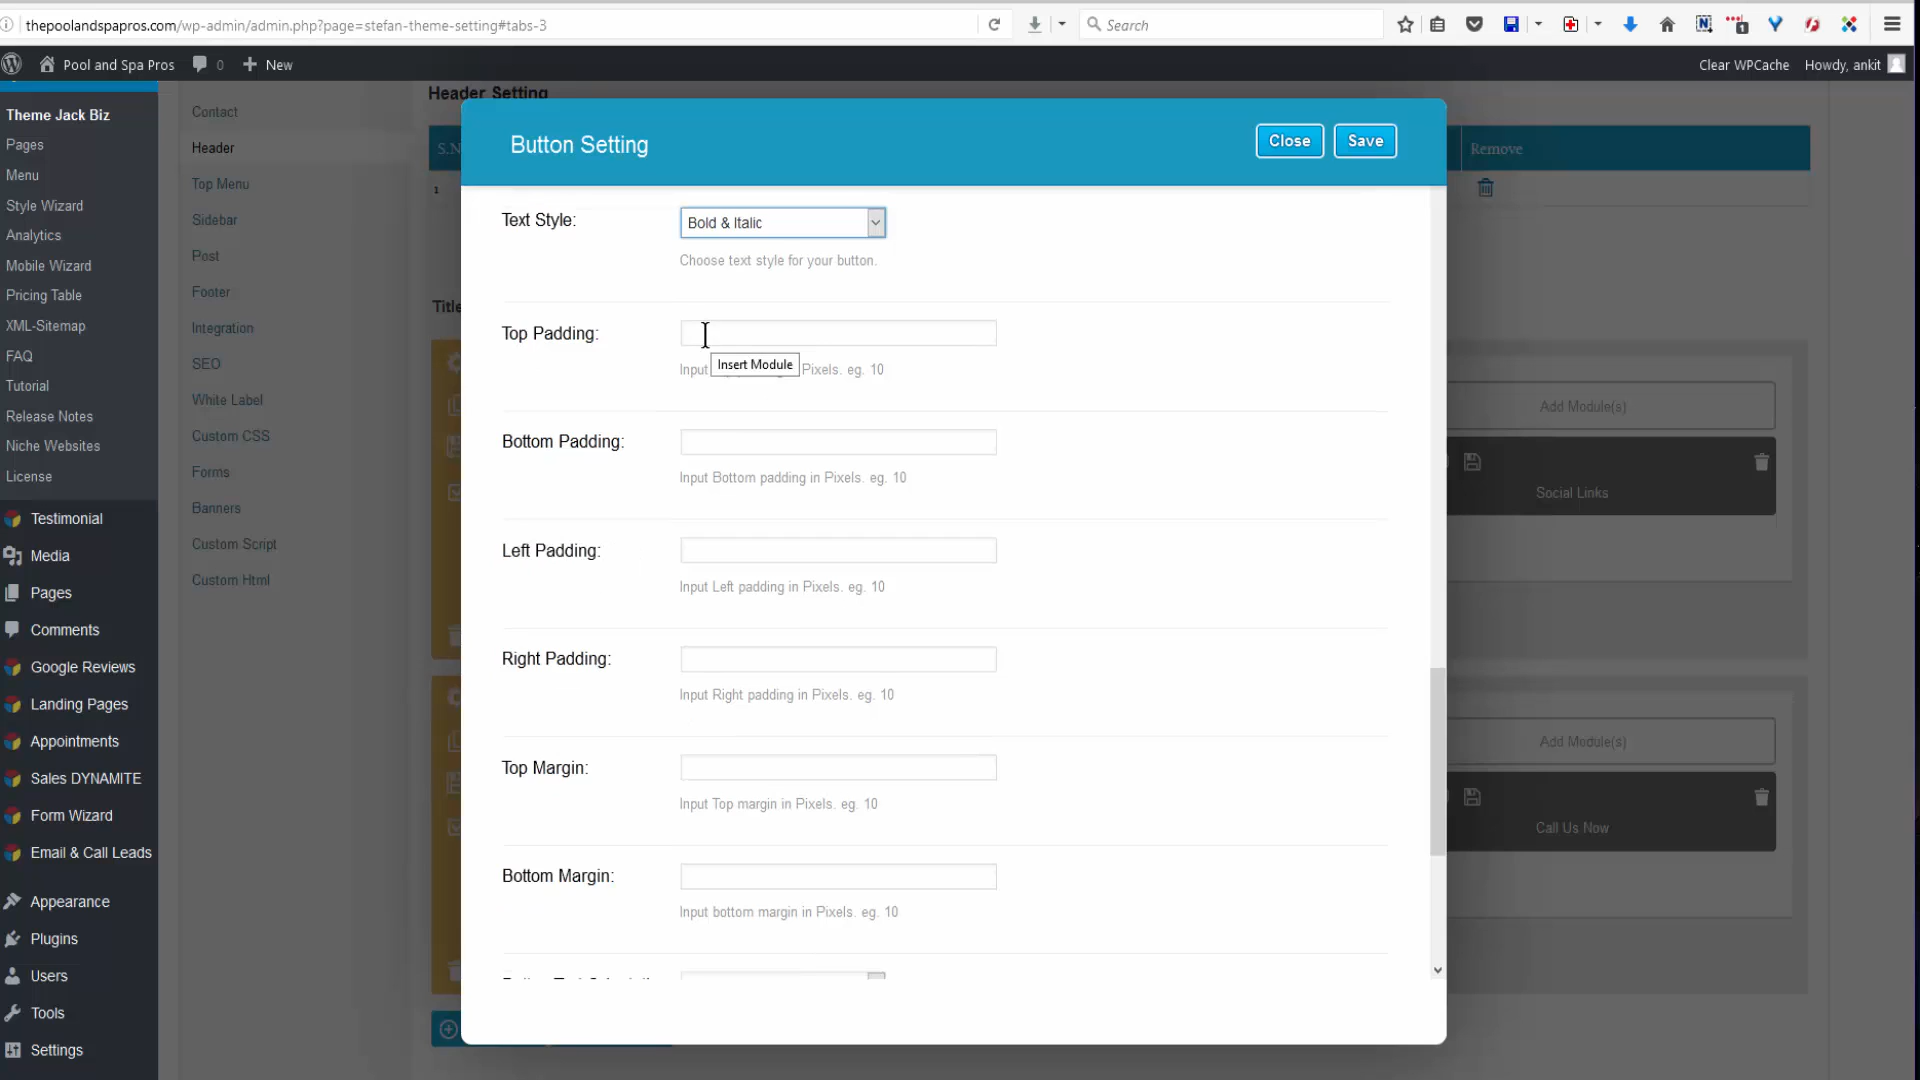 thepoolandspapros.com/wp-admin/admin.php?page=stefan-theme-setting#tabs-3
Search
Pool and Spa Pros
0
New
Clear WPCache
Howdy, ankit
Theme Jack Biz
Pages
Menu
Style Wizard
Analytics
Mobile Wizard
Pricing Table
XML-Sitemap
FAQ
Tutorial
Release Notes
Niche Websites
License
Testimonial
Media
Pages
Comments
Google Reviews
Landing Pages
Appointments
Sales DYNAMITE
Form Wizard
Email & Call Leads
Appearance
Plugins
Users
Tools
Settings
Contact
Header
Top Menu
Sidebar
Post
Footer
Integration
SEO
White Label
Custom CSS
Forms
Banners
Custom Script
Custom Html
Header Setting
S.N
Remove
1
Title
Button Setting
Close
Save
Text Style:
Bold & Italic
Choose text style for your button.
Top Padding:
Insert Module
Input Pixels. eg. 10
Bottom Padding:
Input Bottom padding in Pixels. eg. 10
Left Padding:
Input Left padding in Pixels. eg. 10
Right Padding:
Input Right padding in Pixels. eg. 10
Top Margin:
Input Top margin in Pixels. eg. 10
Bottom Margin:
Input bottom margin in Pixels. eg. 10
Add Module(s)
Social Links
Add Module(s)
Call Us Now